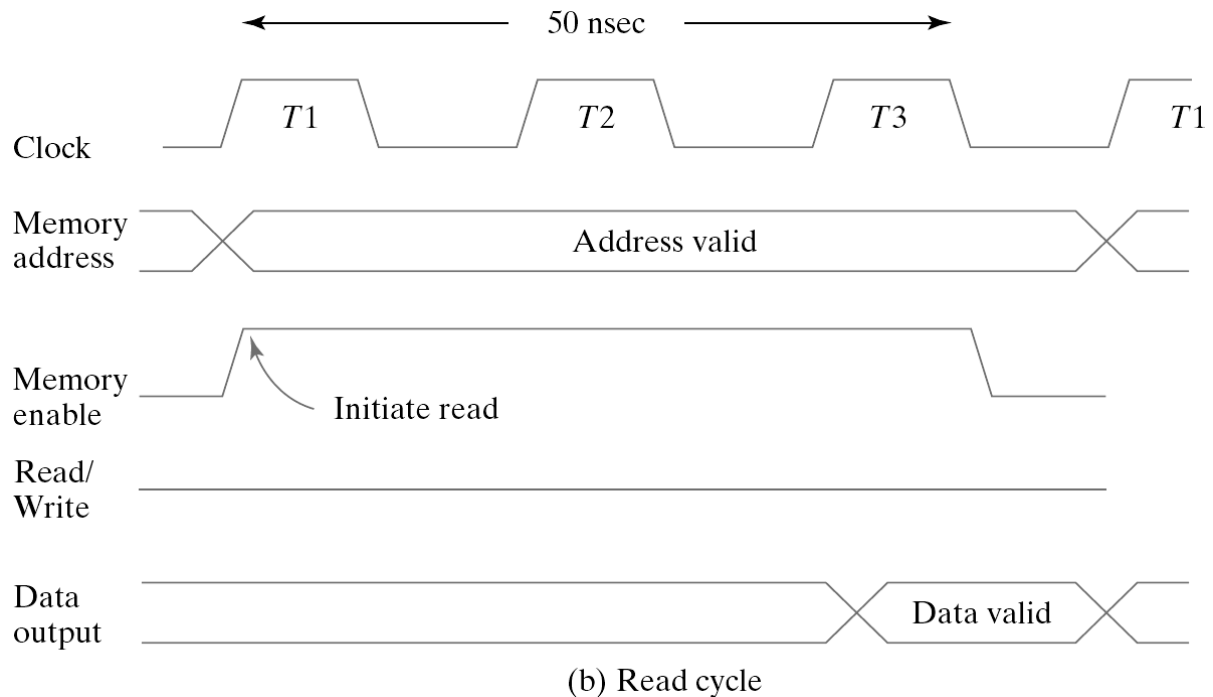 50 nsec
T1
T2
T3
T1
Clock
Memory
address
Address valid
Memory
enable
Initiate read
Read/
Write
Data
output
Data valid
(b) Read cycle